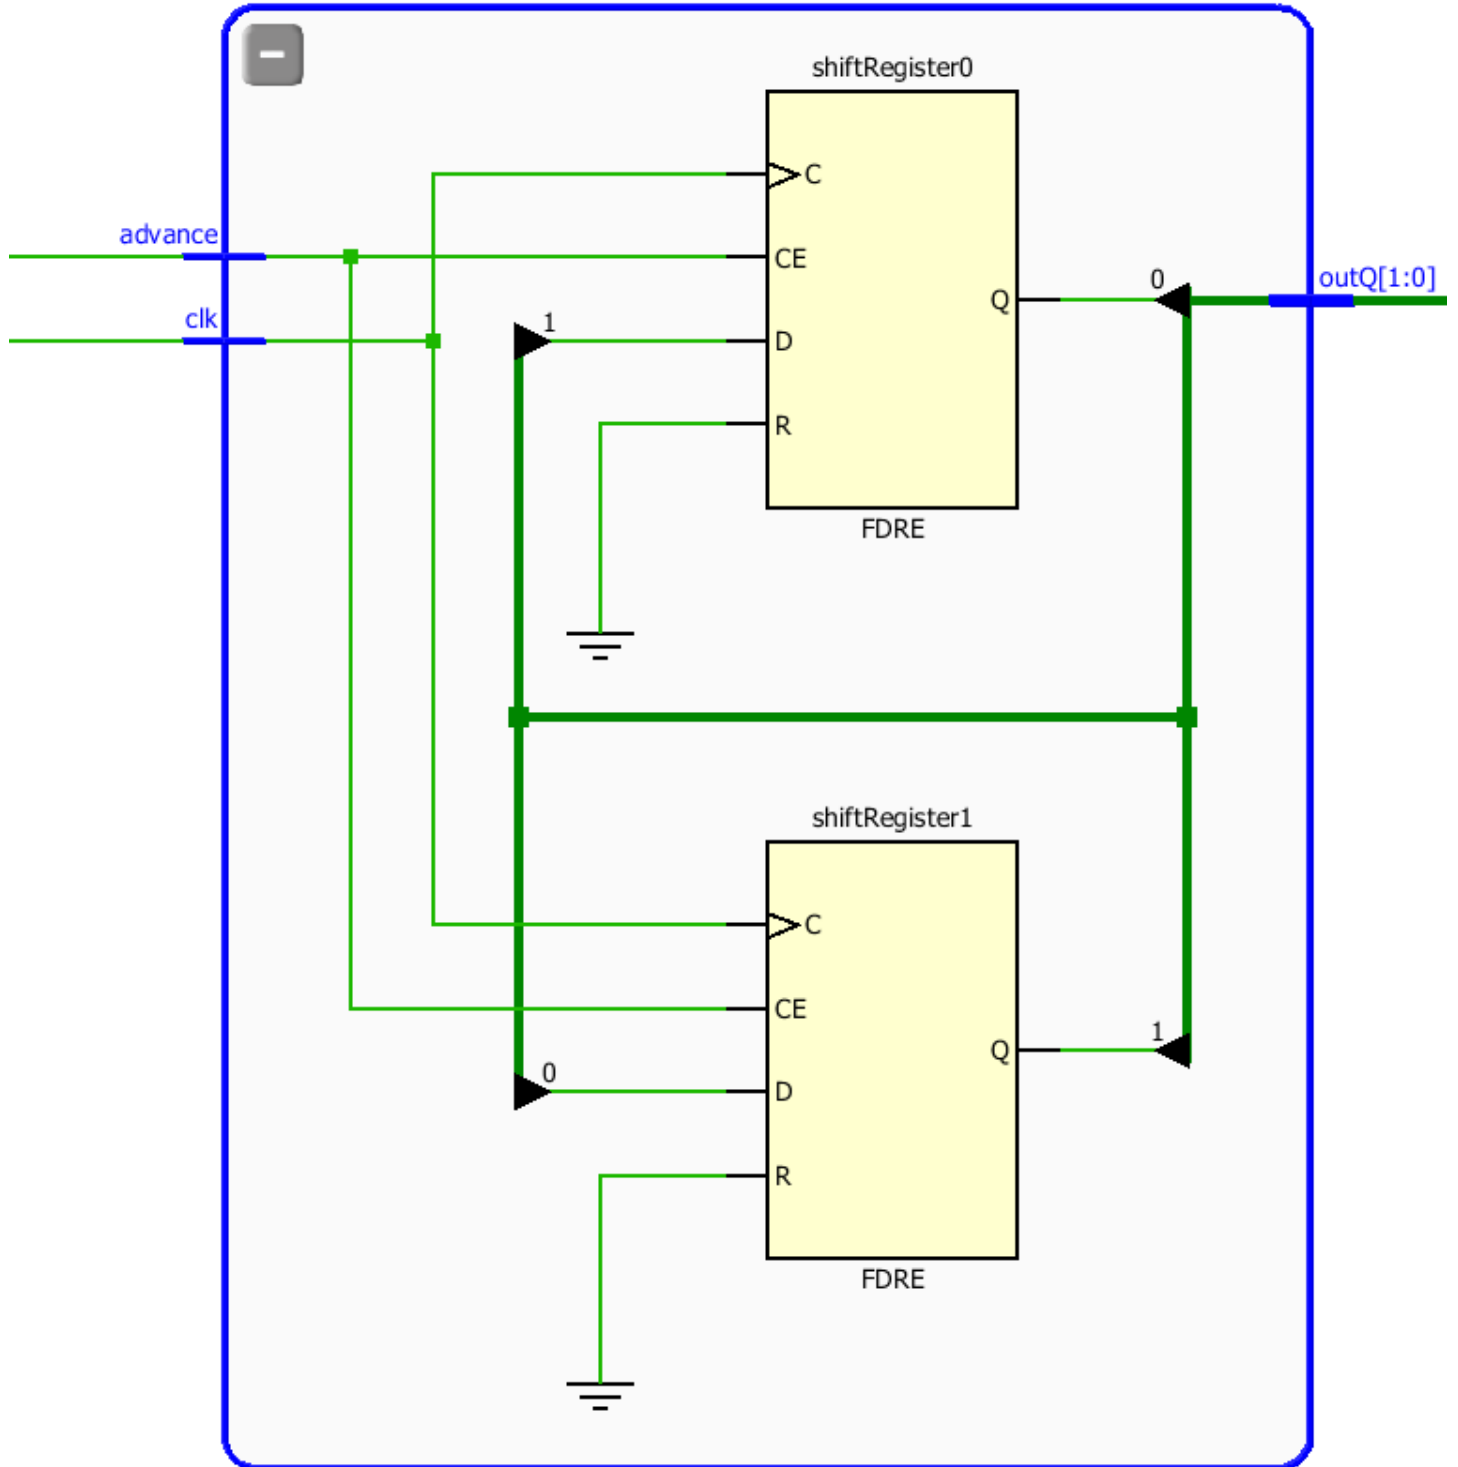 shiftRegister0
C
advance
CE
outQ[1:0]
0
Q
clk
1
D
R
FDRE
shiftRegister1
C
CE
1
Q
0
D
R
FDRE